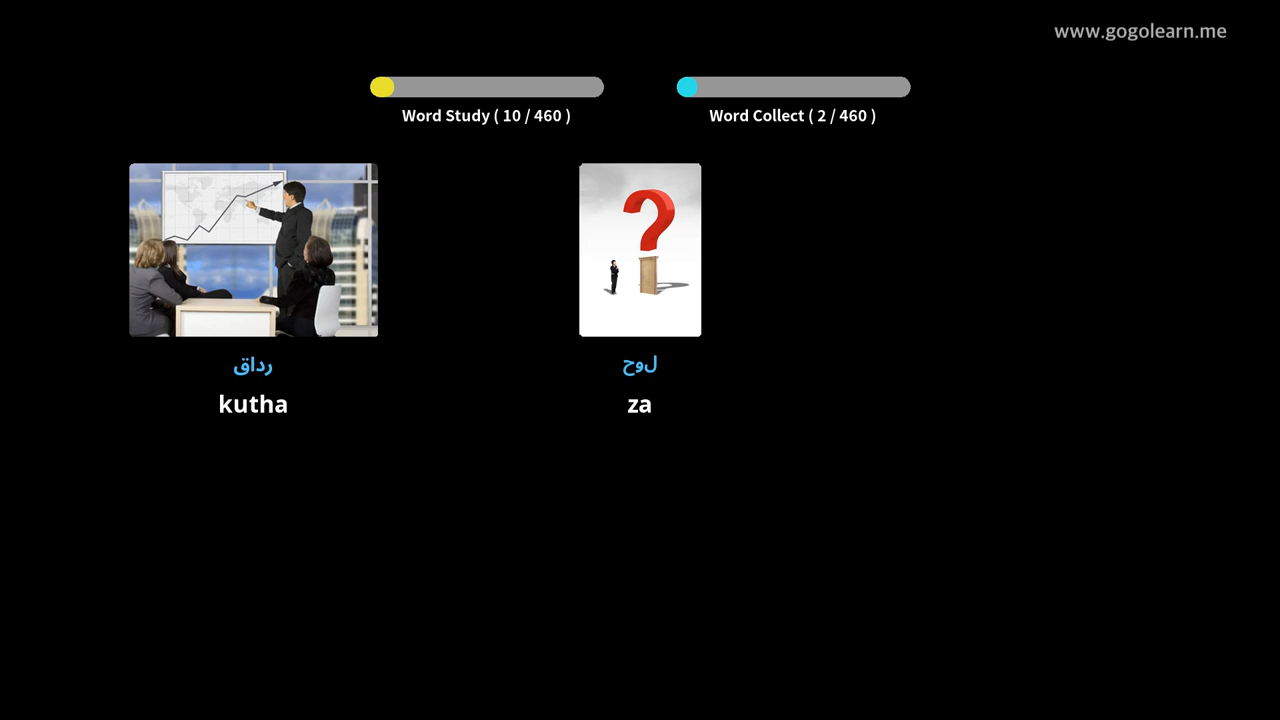 www.gogolearn.me
Word Study ( 10 / 460 )
Word Collect ( 2 / 460 )
رداق
kutha
لوح
za